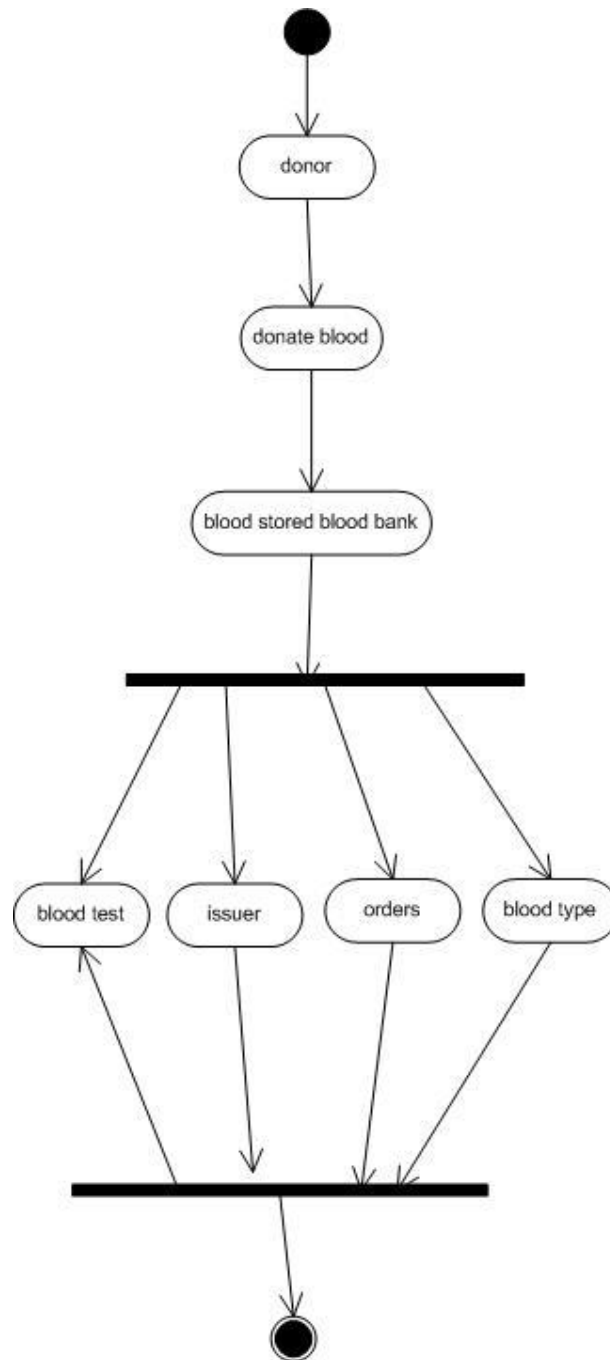 donor
donate blood
blood stored blood bank
blood test
issuer
orders
blood type